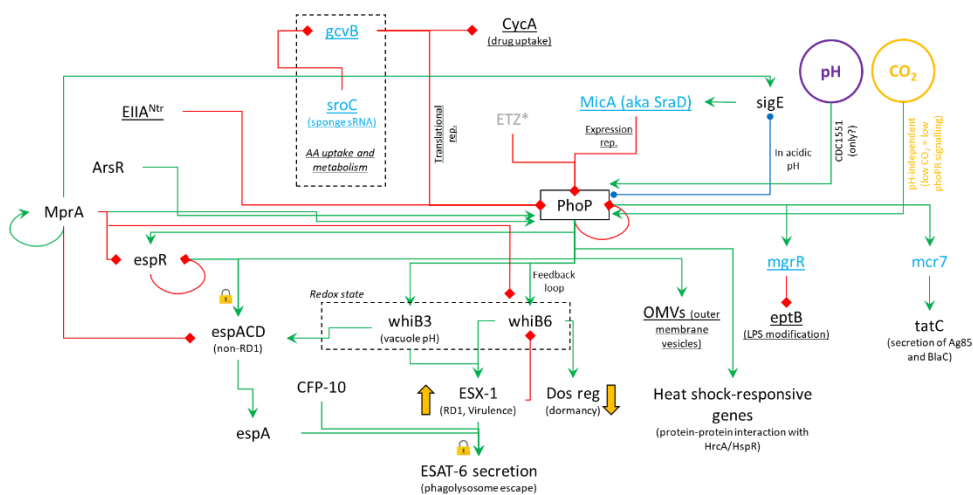 gcvB
CycA
(drug uptake)
sroC
(sponge sRNA)
AA uptake and
metabolism
Translational
rep.
EIIA^Ntr
ArsR
MprA
ETZ*
MicA (aka SraD)
Expression
rep.
sigE
In acidic
pH
pH
CO₂
CDC1551
(only?)
pH-independent
(low CO₂ = low
phoPR signalling)
PhoP
espR
Feedback
loop
Redox state
mgrR
mcr7
espACD
(non-RD1)
whiB3
(vacuole pH)
whiB6
OMVs (outer
membrane
vesicles)
eptB
(LPS modification)
tatC
(secretion of Ag85
and BlaC)
CFP-10
ESX-1
(RD1, Virulence)
Dos reg
(dormancy)
Heat shock-responsive
genes
(protein-protein interaction with
HrcA/HspR)
espA
ESAT-6 secretion
(phagolysosome escape)